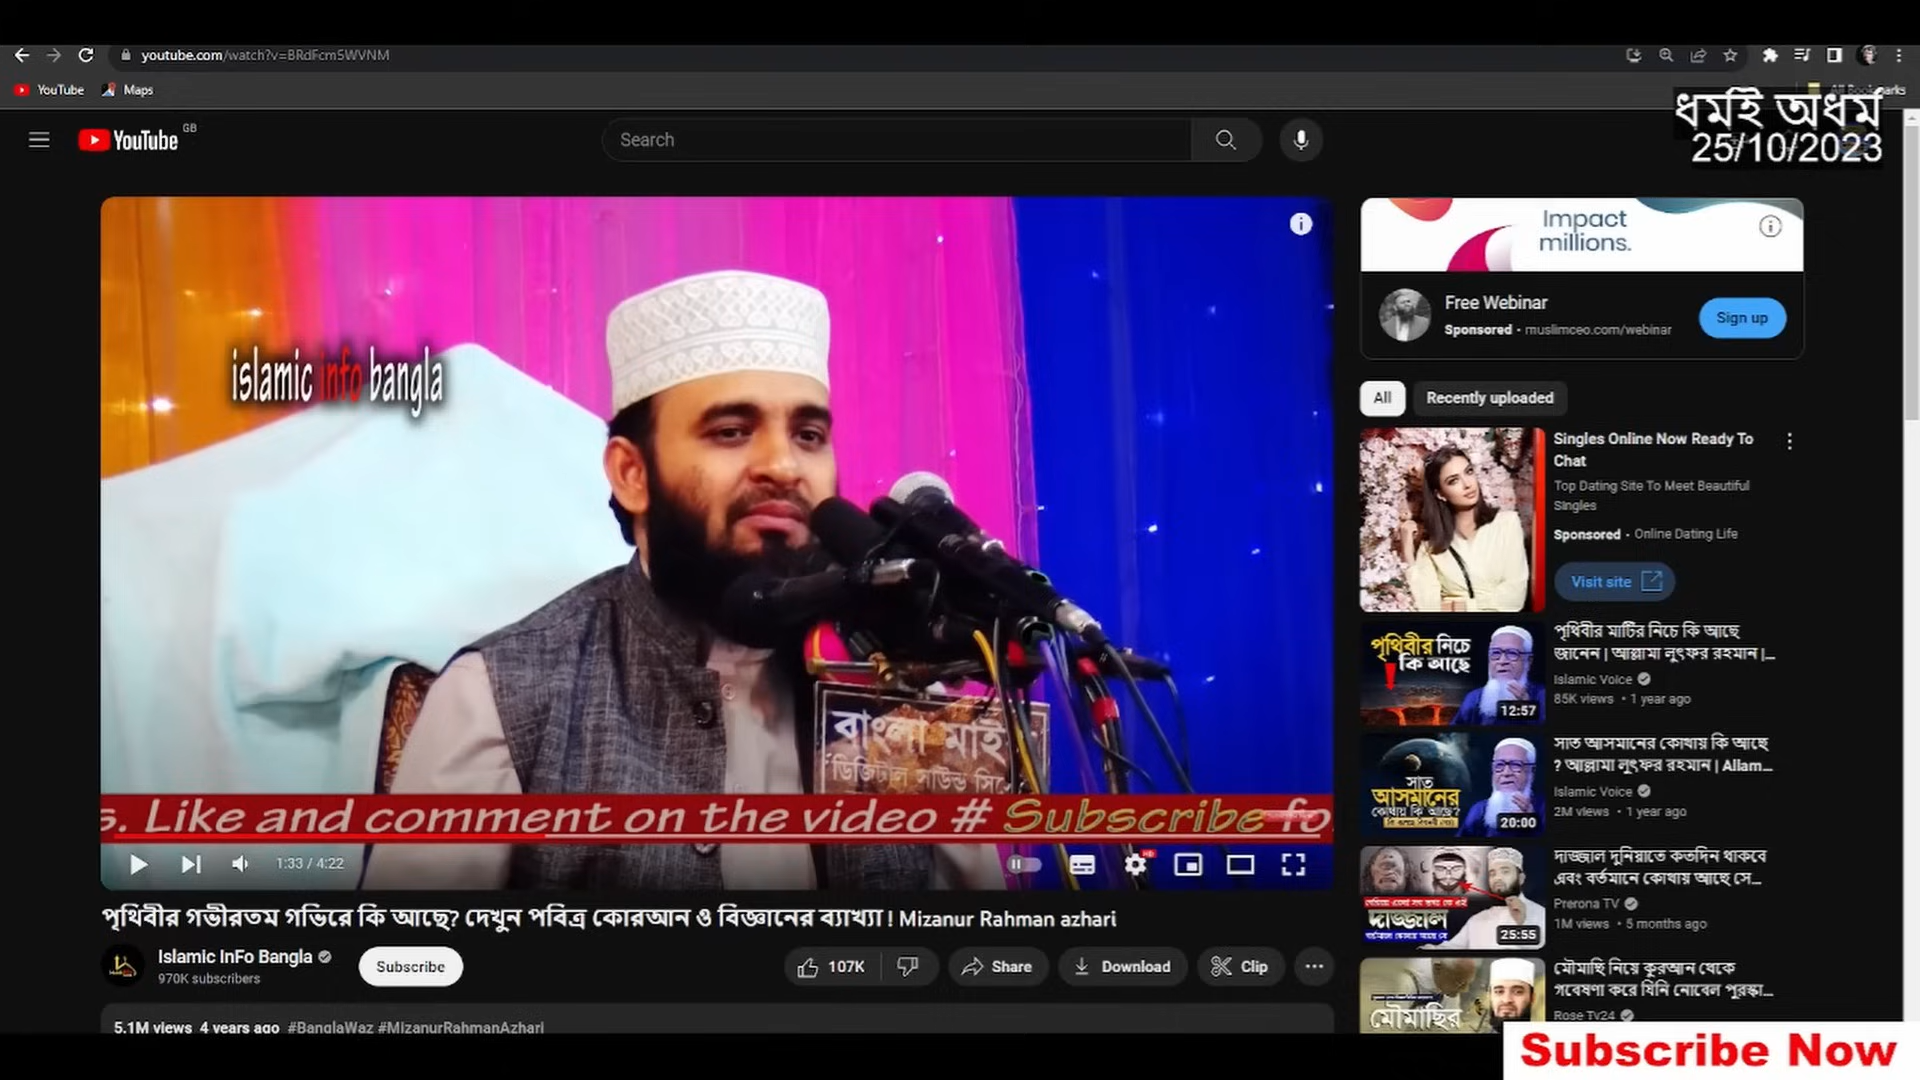 youtube.com/watch?v=BRdFcm5WVNM
YouTube
Maps
All Bookmarks
ধর্মই অধর্ম
25/10/2023
YouTube GB
Search
islamic info bangla
বাংলা মাই
ডিজিটাল সাউন্ড সি
s. Like and comment on the video # Subscribe fo
1:33 / 4:22
HD
পৃথিবীর গভীরতম গভিরে কি আছে? দেখুন পবিত্র কোরআন ও বিজ্ঞানের ব্যাখ্যা ! Mizanur Rahman azhari
Islamic InFo Bangla
970K subscribers
Subscribe
107K
Share
Download
Clip
5.1M views 4 years ago #BanglaWaz #MizanurRahmanAzhari
Impact
millions.
Free Webinar
Sponsored · muslimceo.com/webinar
Sign up
All
Recently uploaded
Singles Online Now Ready To
Chat
Top Dating Site To Meet Beautiful
Singles
Sponsored · Online Dating Life
Visit site
পৃথিবীর নিচে
কি আছে
12:57
পৃথিবীর মাটির নিচে কি আছে
জানেন | আল্লামা লুৎফর রহমান |...
Islamic Voice
85K views · 1 year ago
সাত
আসমানের
কোথায় কি আছে?
20:00
সাত আসমানের কোথায় কি আছে
? আল্লামা লুৎফর রহমান | Allam...
Islamic Voice
2M views · 1 year ago
দাজ্জাল
25:55
দাজ্জাল দুনিয়াতে কতদিন থাকবে
এবং বর্তমানে কোথায় আছে সে...
Prerona TV
1M views · 5 months ago
মৌমাছির
মৌমাছি নিয়ে কুরআন থেকে
গবেষণা করে যিনি নোবেল পুরস্কা...
Rose Tv24
Subscribe Now